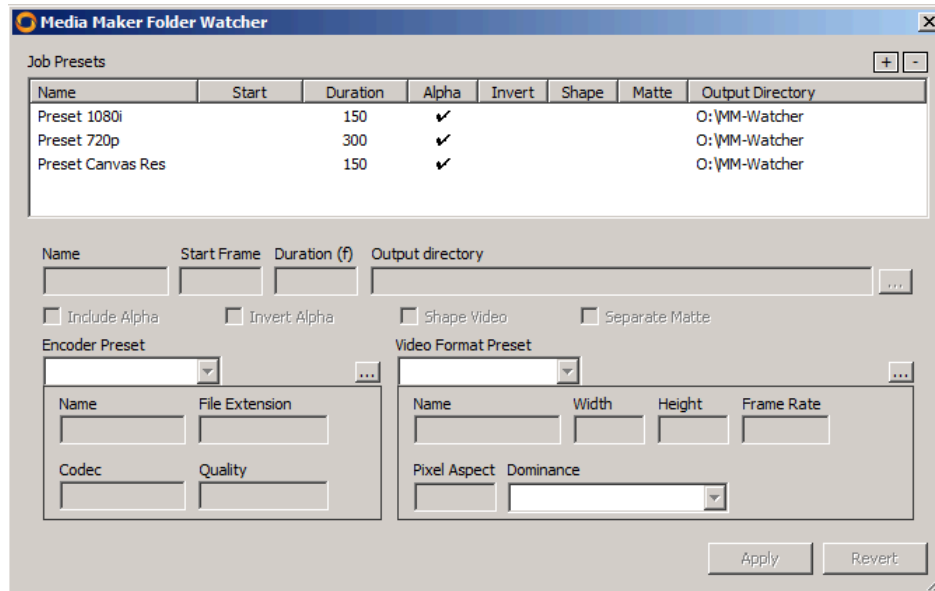 Media Maker Folder Watcher
Job Presets + -
Name Start Duration Alpha Invert Shape Matte Output Directory
Preset 1080i 150 ✔ O:\MM-Watcher
Preset 720p 300 ✔ O:\MM-Watcher
Preset Canvas Res 150 ✔ O:\MM-Watcher
Name Start Frame Duration (f) Output directory
...
Include Alpha Invert Alpha Shape Video Separate Matte
Encoder Preset Video Format Preset
... ...
Name File Extension Name Width Height Frame Rate
Codec Quality Pixel Aspect Dominance
Apply Revert